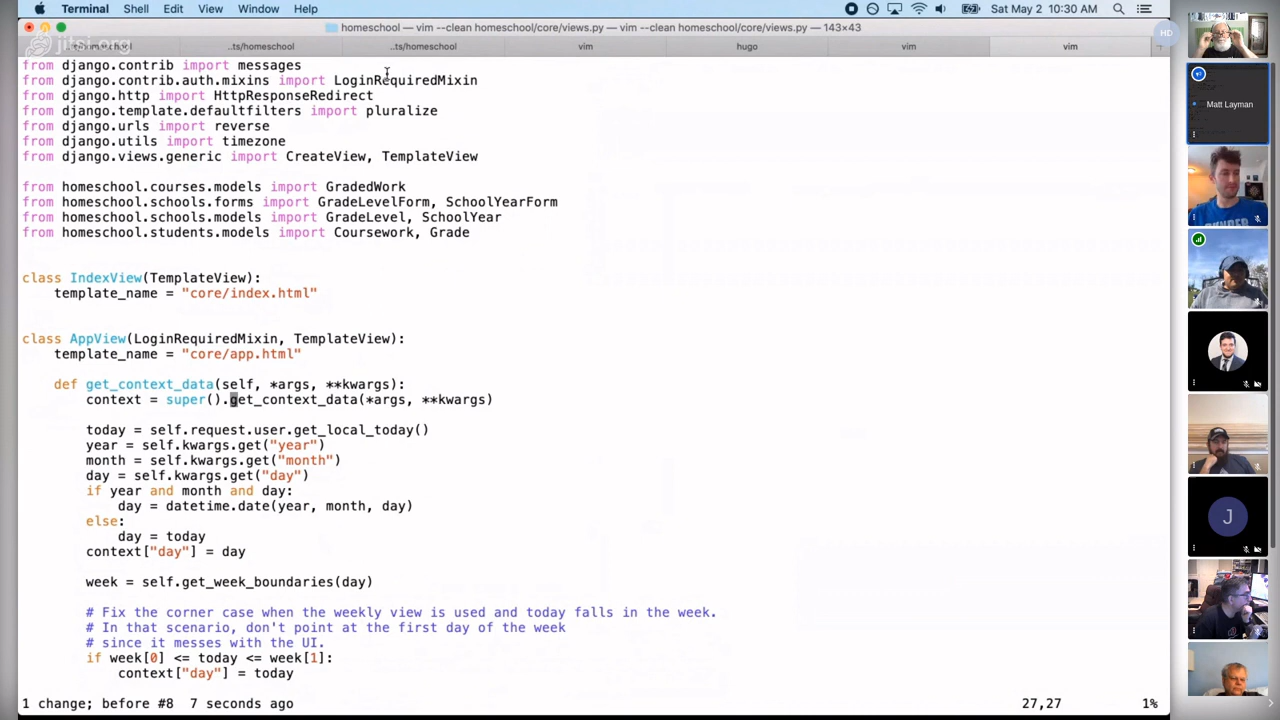 Terminal Shell Edit View Window Help Sat May 2 10:30 AM
homeschool — vim --clean homeschool/core/views.py — vim --clean homeschool/core/views.py — 143×43
jitsi.org
..ts/homeschool ..ts/homeschool vim hugo vim vim
HD
from django.contrib import messages
from django.contrib.auth.mixins import LoginRequiredMixin
from django.http import HttpResponseRedirect
from django.template.defaultfilters import pluralize
from django.urls import reverse
from django.utils import timezone
from django.views.generic import CreateView, TemplateView
from homeschool.courses.models import GradedWork
from homeschool.schools.forms import GradeLevelForm, SchoolYearForm
from homeschool.schools.models import GradeLevel, SchoolYear
from homeschool.students.models import Coursework, Grade
class IndexView(TemplateView):
template_name = "core/index.html"
class AppView(LoginRequiredMixin, TemplateView):
template_name = "core/app.html"
def get_context_data(self, *args, **kwargs):
context = super().get_context_data(*args, **kwargs)
today = self.request.user.get_local_today()
year = self.kwargs.get("year")
month = self.kwargs.get("month")
day = self.kwargs.get("day")
if year and month and day:
day = datetime.date(year, month, day)
else:
day = today
context["day"] = day
week = self.get_week_boundaries(day)
# Fix the corner case when the weekly view is used and today falls in the week.
# In that scenario, don't point at the first day of the week
# since it messes with the UI.
if week[0] <= today <= week[1]:
context["day"] = today
1 change; before #8 7 seconds ago 27,27 1%
Matt Layman
J